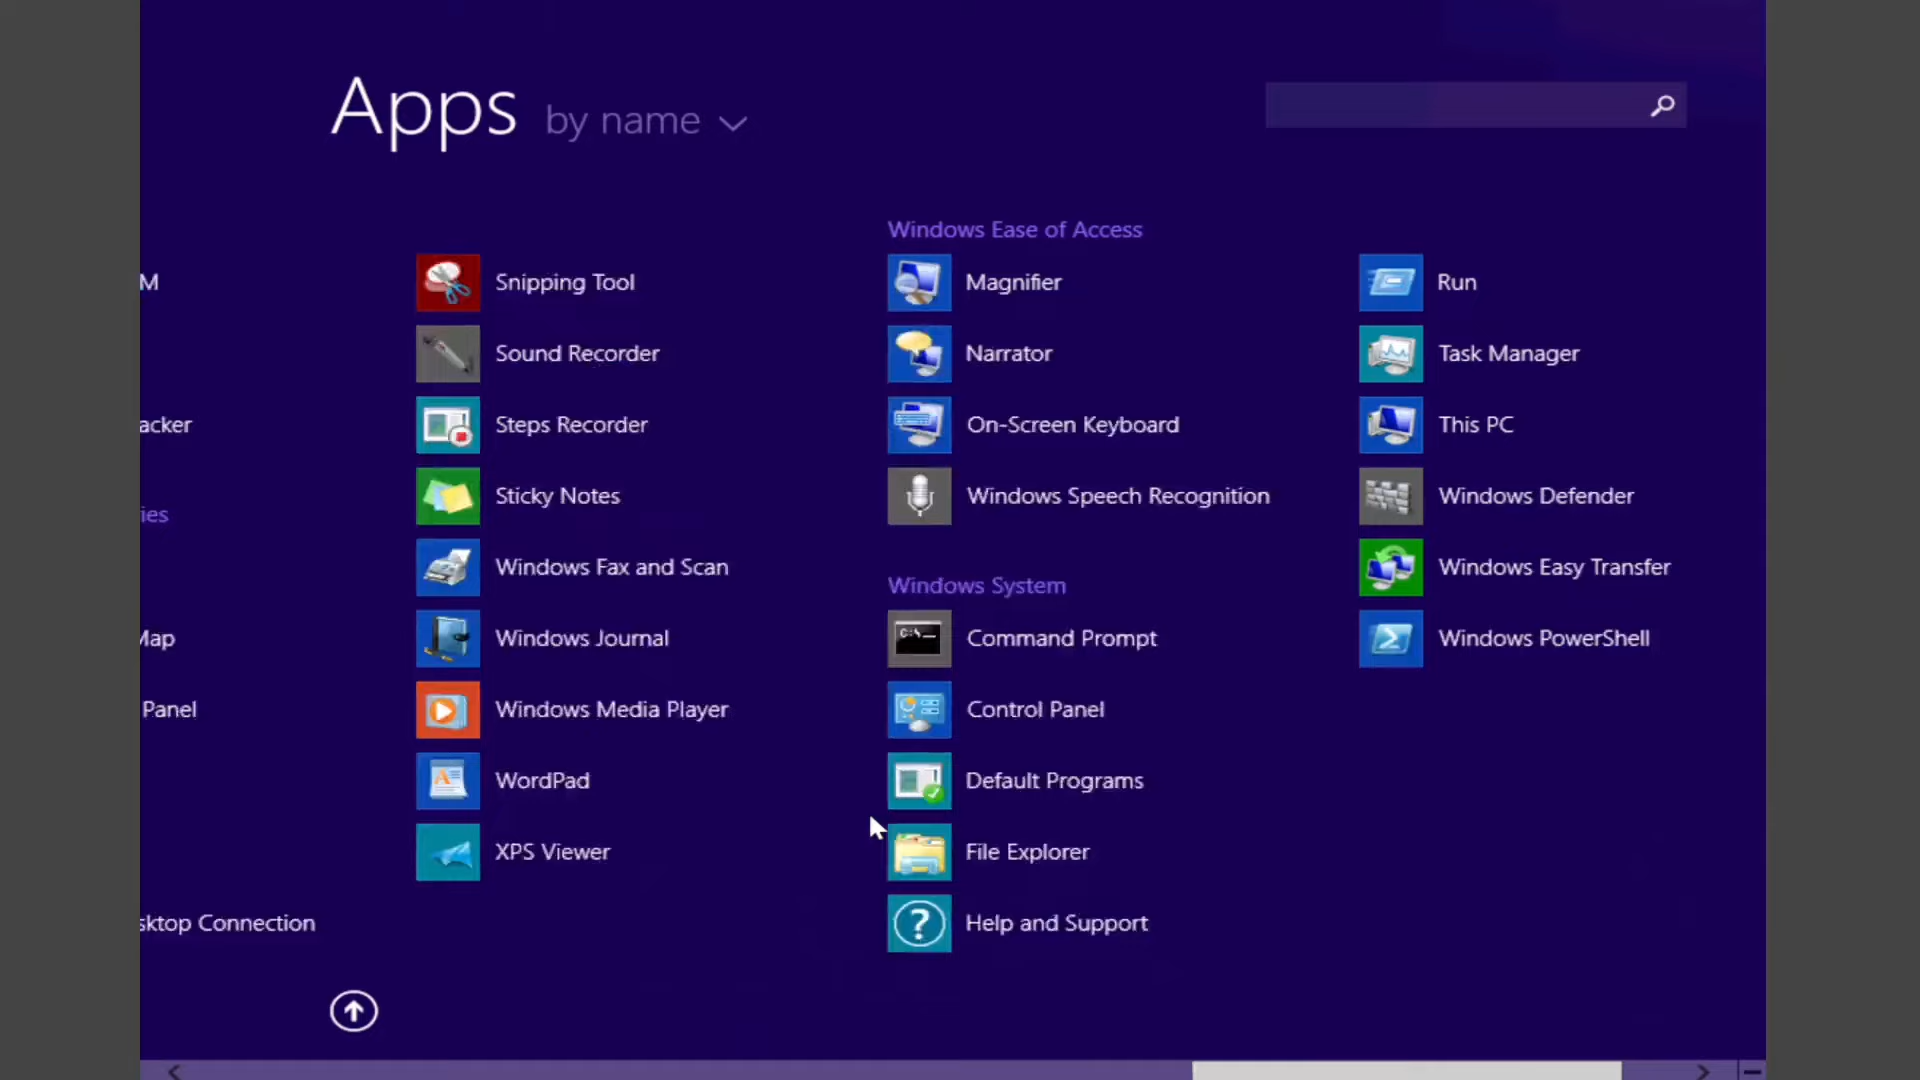 Apps by name
M
acker
ies
Map
Panel
sktop Connection
Snipping Tool
Sound Recorder
Steps Recorder
Sticky Notes
Windows Fax and Scan
Windows Journal
Windows Media Player
WordPad
XPS Viewer
Windows Ease of Access
Magnifier
Narrator
On-Screen Keyboard
Windows Speech Recognition
Windows System
Command Prompt
Control Panel
Default Programs
File Explorer
Help and Support
Run
Task Manager
This PC
Windows Defender
Windows Easy Transfer
Windows PowerShell